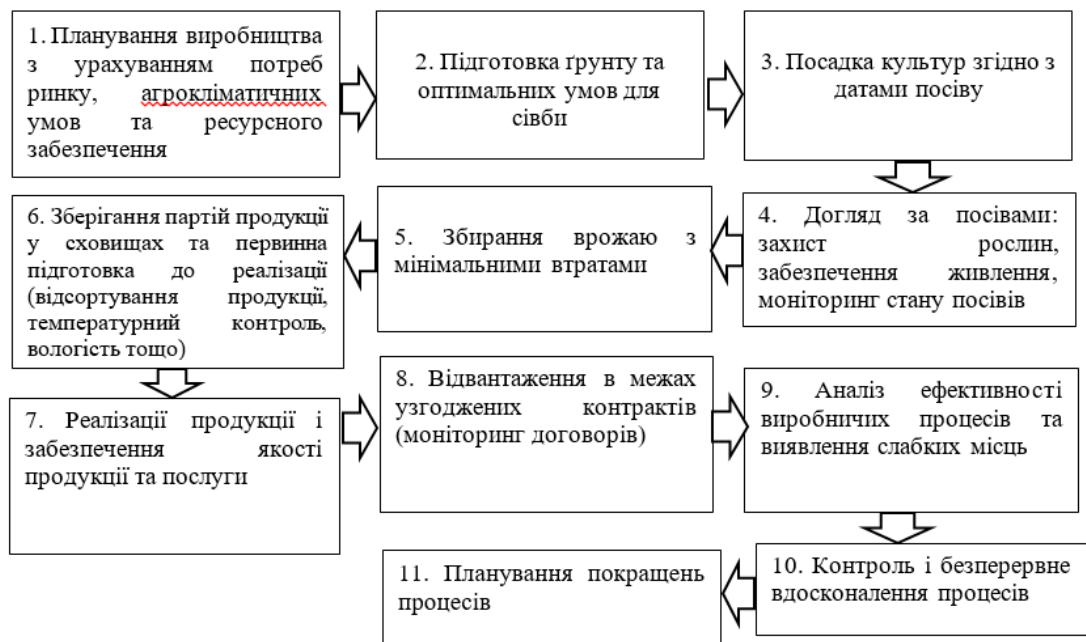 1. Планування виробництва
з урахуванням потреб
ринку, агрокліматичних
умов та ресурсного
забезпечення
2. Підготовка ґрунту та
оптимальних умов для
сівби
3. Посадка культур згідно з
датами посіву
4. Догляд за посівами:
захист рослин,
забезпечення живлення,
моніторинг стану посівів
5. Збирання врожаю з
мінімальними втратами
6. Зберігання партій продукції
у сховищах та первинна
підготовка до реалізації
(відсортування продукції,
температурний контроль,
вологість тощо)
7. Реалізації продукції і
забезпечення якості
продукції та послуги
8. Відвантаження в межах
узгоджених контрактів
(моніторинг договорів)
9. Аналіз ефективності
виробничих процесів та
виявлення слабких місць
10. Контроль і безперервне
вдосконалення процесів
11. Планування покращень
процесів